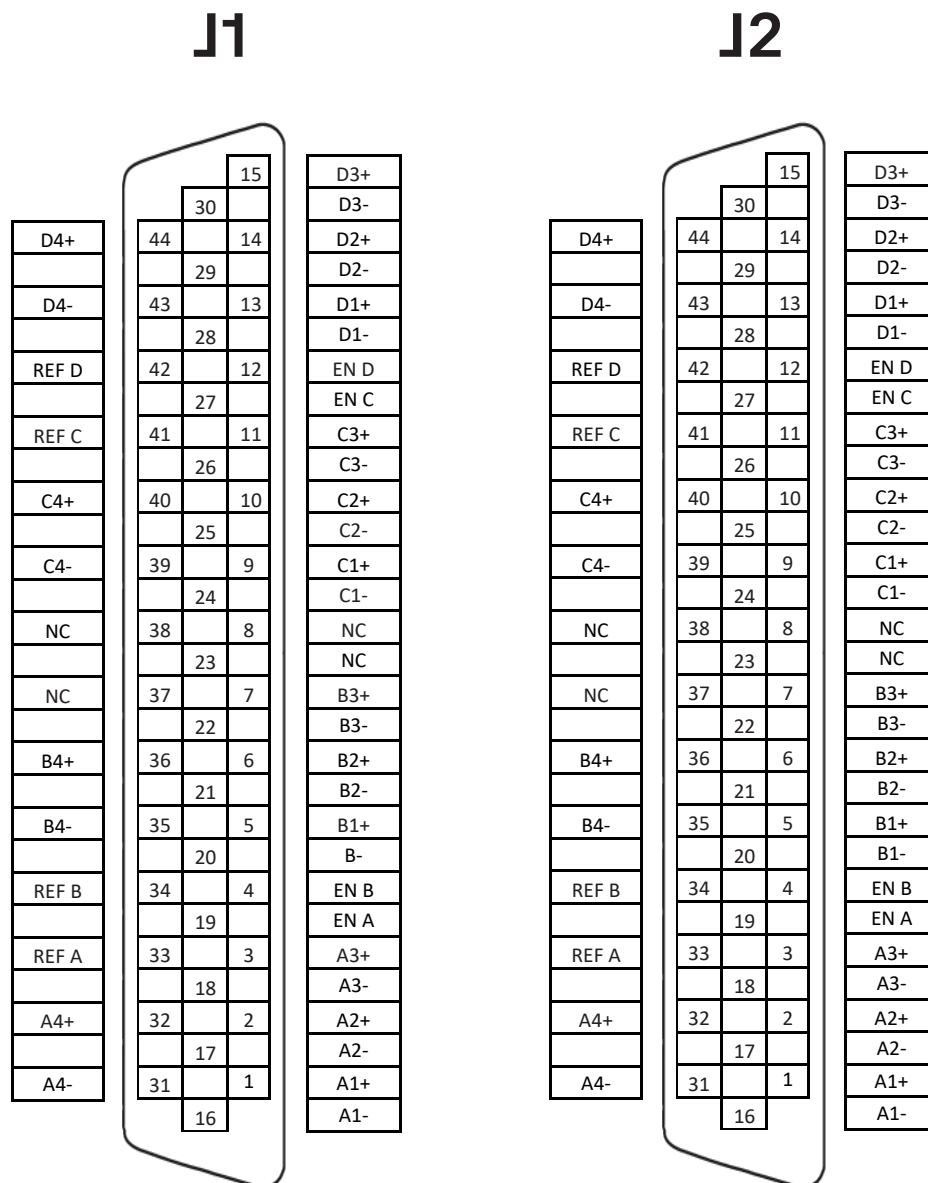 J1 J2
15 D3+ 15 D3+
30 D3- 30 D3-
D4+ 44 14 D2+ D4+ 44 14 D2+
29 D2- 29 D2-
D4- 43 13 D1+ D4- 43 13 D1+
28 D1- 28 D1-
REF D 42 12 EN D REF D 42 12 EN D
27 EN C 27 EN C
REF C 41 11 C3+ REF C 41 11 C3+
26 C3- 26 C3-
C4+ 40 10 C2+ C4+ 40 10 C2+
25 C2- 25 C2-
C4- 39 9 C1+ C4- 39 9 C1+
24 C1- 24 C1-
NC 38 8 NC NC 38 8 NC
23 NC 23 NC
NC 37 7 B3+ NC 37 7 B3+
22 B3- 22 B3-
B4+ 36 6 B2+ B4+ 36 6 B2+
21 B2- 21 B2-
B4- 35 5 B1+ B4- 35 5 B1+
20 B- 20 B1-
REF B 34 4 EN B REF B 34 4 EN B
19 EN A 19 EN A
REF A 33 3 A3+ REF A 33 3 A3+
18 A3- 18 A3-
A4+ 32 2 A2+ A4+ 32 2 A2+
17 A2- 17 A2-
A4- 31 1 A1+ A4- 31 1 A1+
16 A1- 16 A1-